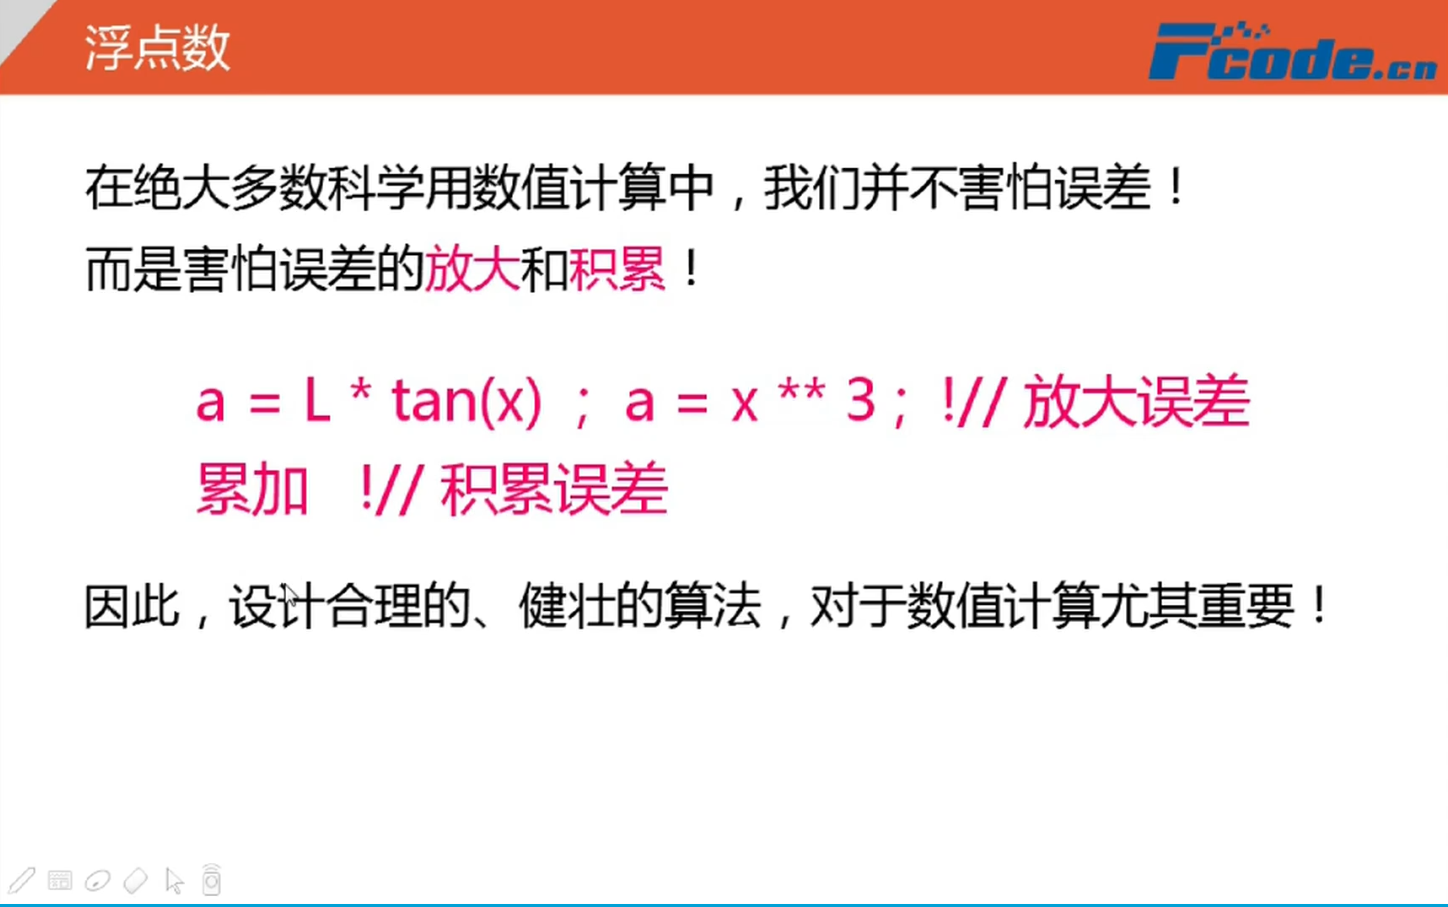 浮点数
Fcode.cn
在绝大多数科学用数值计算中，我们并不害怕误差！
而是害怕误差的放大和积累！
a = L * tan(x) ; a = x ** 3 ; !// 放大误差
累加 !// 积累误差
因此，设计合理的、健壮的算法，对于数值计算尤其重要！